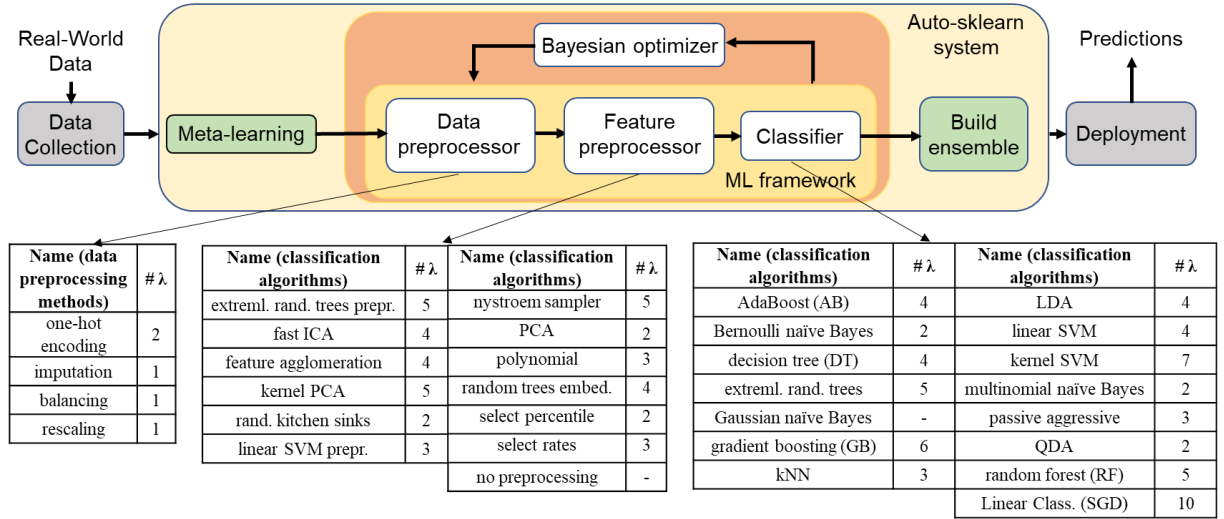 Real-World
Data
Data
Collection
Meta-learning
Bayesian optimizer
Auto-sklearn
system
Data
preprocessor
Feature
preprocessor
Classifier
ML framework
Build
ensemble
Predictions
Deployment
Name (data
preprocessing
methods) # λ
one-hot
encoding 2
imputation 1
balancing 1
rescaling 1
Name (classification
algorithms) # λ
extreml. rand. trees prepr. 5
fast ICA 4
feature agglomeration 4
kernel PCA 5
rand. kitchen sinks 2
linear SVM prepr. 3
Name (classification
algorithms) # λ
nystroem sampler 5
PCA 2
polynomial 3
random trees embed. 4
select percentile 2
select rates 3
no preprocessing -
Name (classification
algorithms) # λ
AdaBoost (AB) 4
Bernoulli naïve Bayes 2
decision tree (DT) 4
extreml. rand. trees 5
Gaussian naïve Bayes -
gradient boosting (GB) 6
kNN 3
Name (classification
algorithms) # λ
LDA 4
linear SVM 4
kernel SVM 7
multinomial naïve Bayes 2
passive aggressive 3
QDA 2
random forest (RF) 5
Linear Class. (SGD) 10